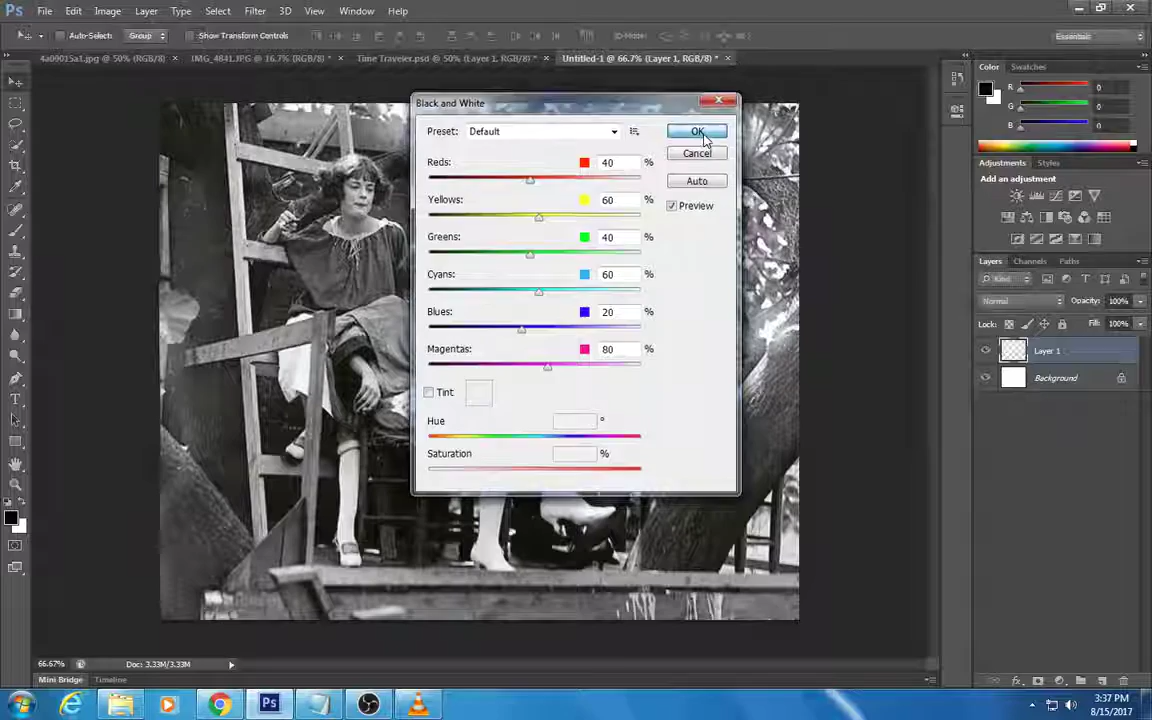 Ps File Edit Image Layer Type Select Filter 3D View Window Help
Auto-Select: Group Show Transform Controls 3D Mode: Essentials
4a09015a1.jpg @ 50% (RGB/8) × IMG_4841.JPG @ 16.7% (RGB/8) * × Time Traveler.psd @ 50% (Layer 1, RGB/8) * × Untitled-1 @ 66.7% (Layer 1, RGB/8) * ×
Color Swatches
R 0
G 0
B 0
Adjustments Styles
Add an adjustment
Layers Channels Paths
Kind
Normal Opacity: 100%
Lock: Fill: 100%
Layer 1
Background
Black and White
Preset: Default OK
Cancel
Auto
Preview
Reds: 40 %
Yellows: 60 %
Greens: 40 %
Cyans: 60 %
Blues: 20 %
Magentas: 80 %
Tint
Hue °
Saturation %
66.67% Doc: 3.33M/3.33M
Mini Bridge Timeline
Ps
3:37 PM
8/15/2017